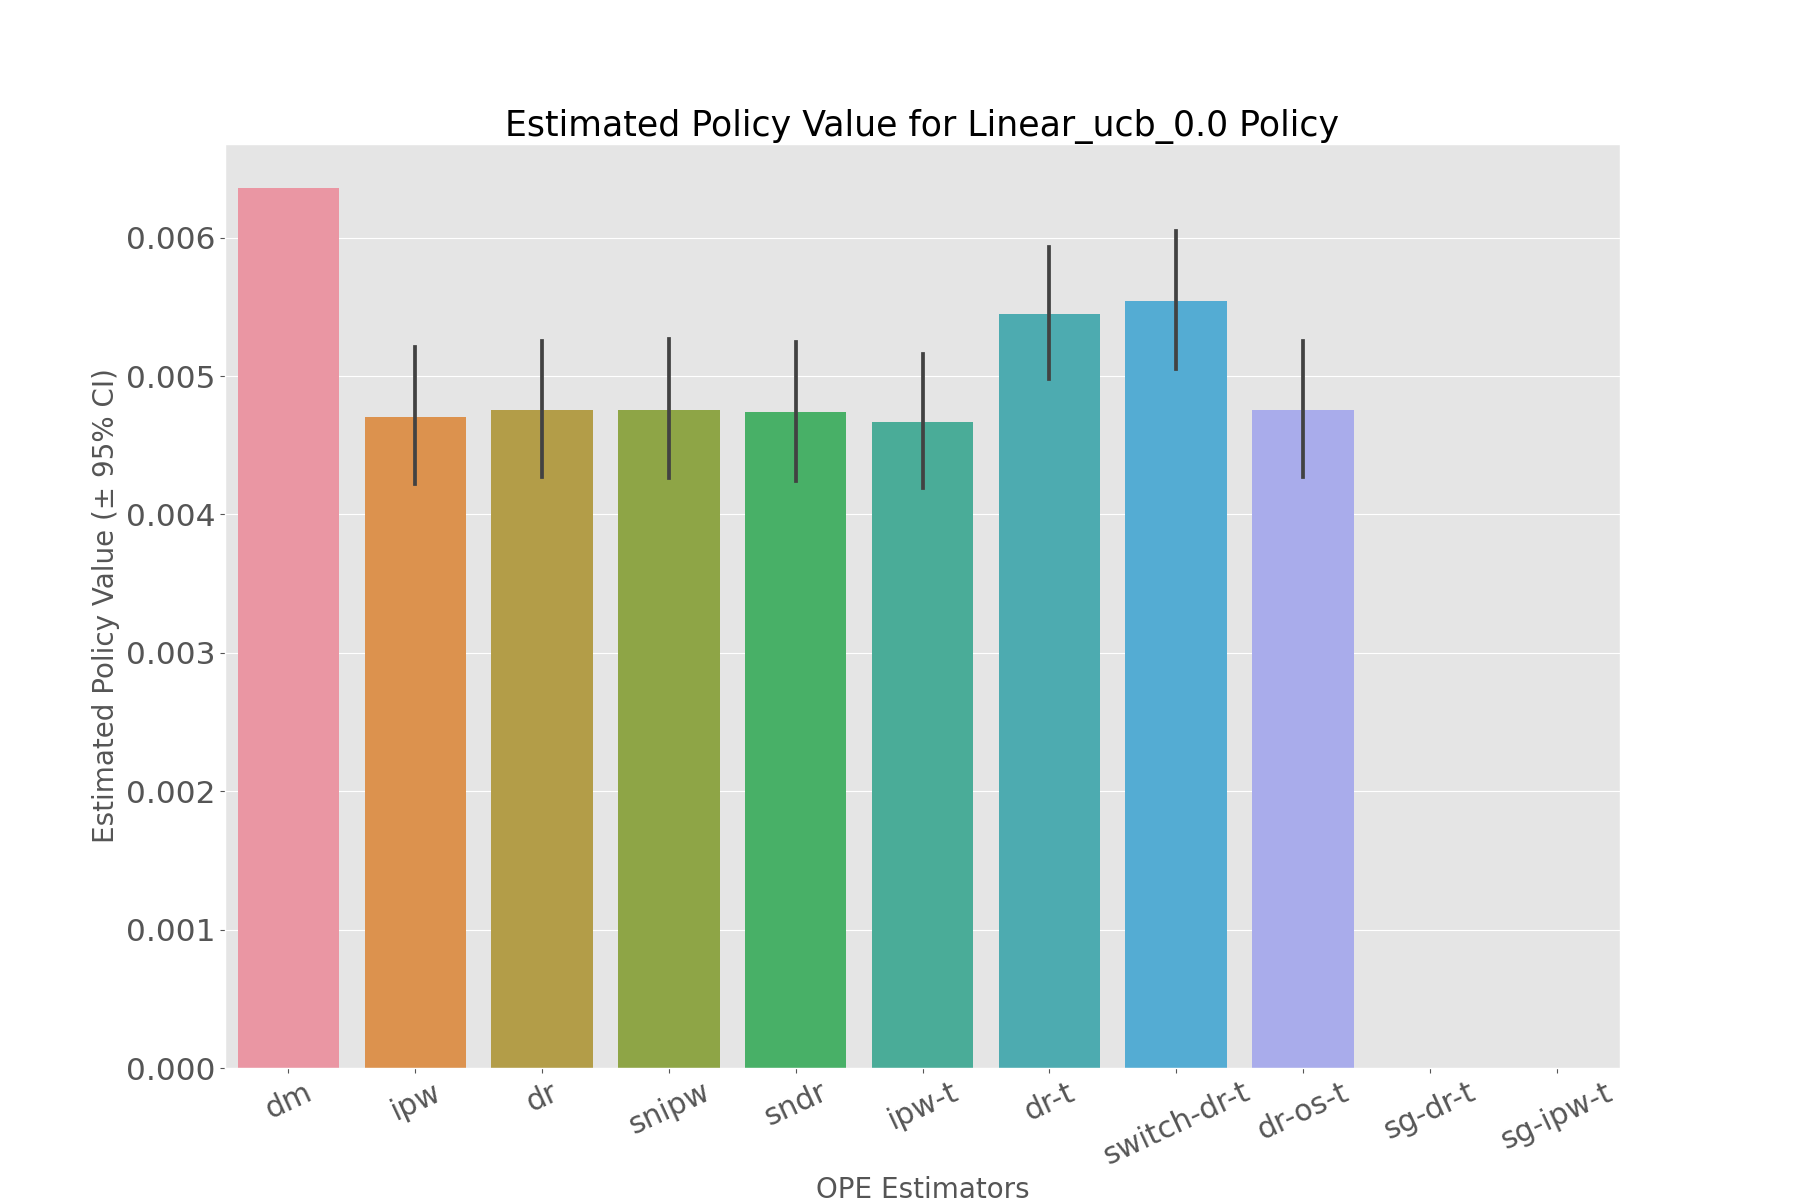 Estimated Policy Value for Linear_ucb_0.0 Policy
Estimated Policy Value (± 95% CI)
0.006
0.005
0.004
0.003
0.002
0.001
0.000
dm
ipw
dr
snipw
sndr
ipw-t
dr-t
switch-dr-t
dr-os-t
sg-dr-t
sg-ipw-t
OPE Estimators